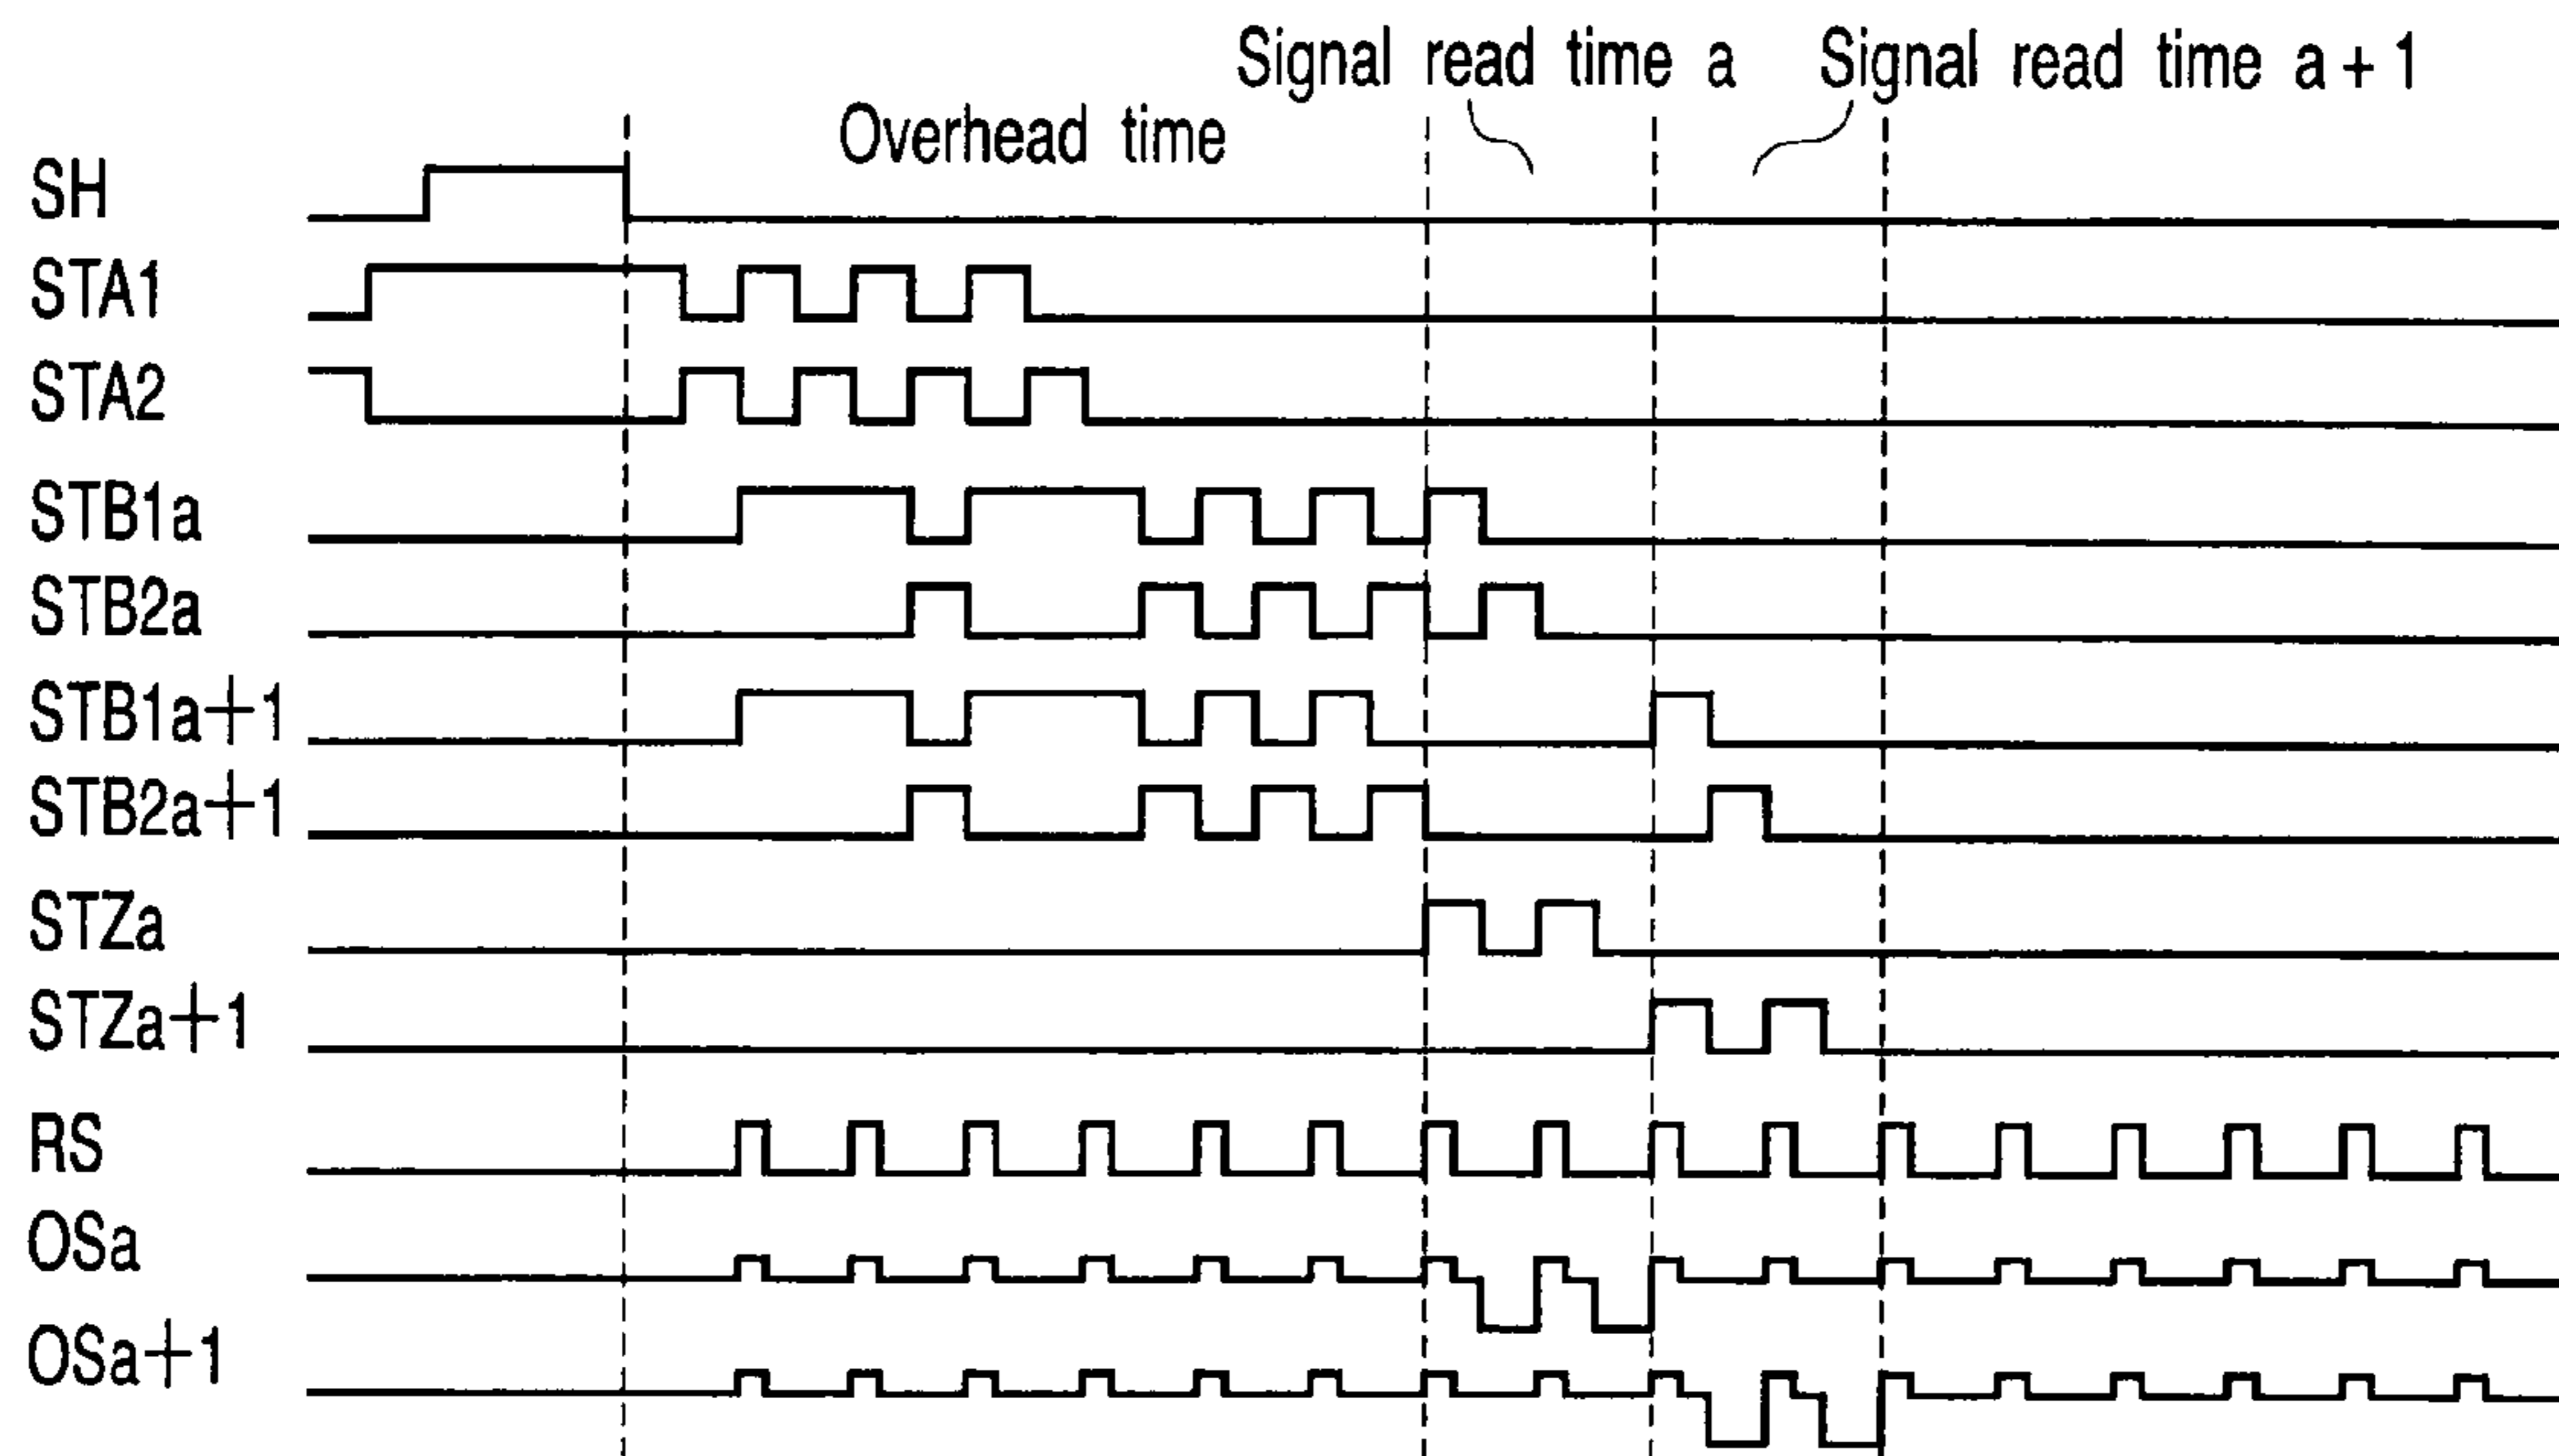 Signal read time a
Signal read time a + 1
Overhead time
SH
STA1
STA2
STB1a
STB2a
STB1a+1
STB2a+1
STZa
STZa+1
RS
OSa
OSa+1